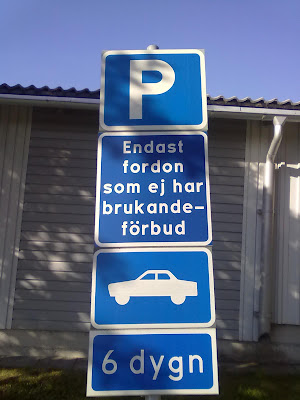 P
Endast
fordon
som ej har
brukande-
förbud
6 dygn